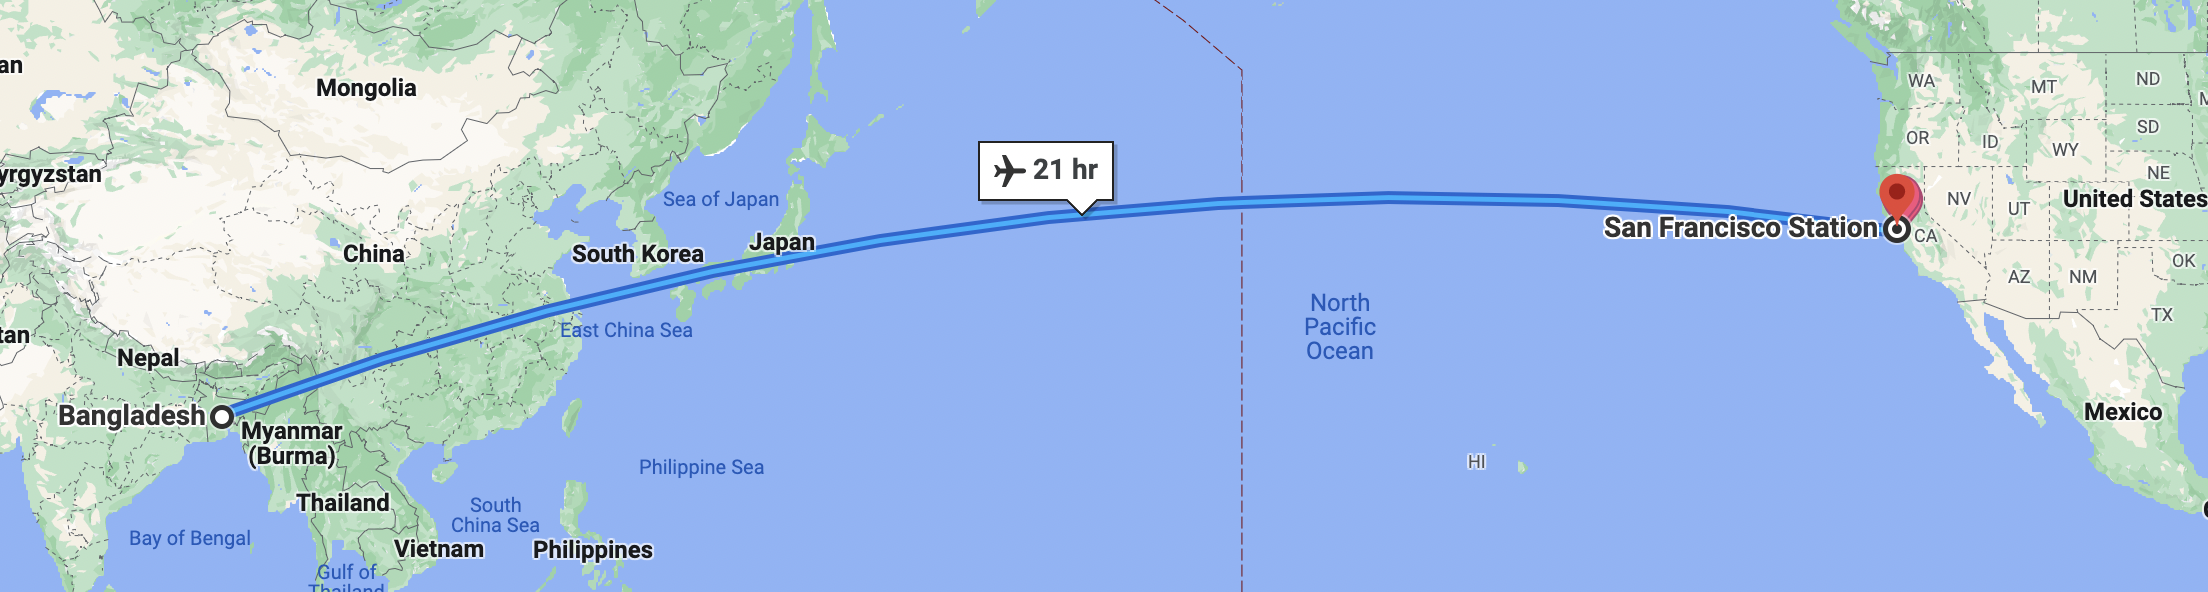 an
Mongolia
WA
MT
ND
OR
ID
SD
WY
21 hr
yrgyzstan
NE
Sea of Japan
NV
UT
United States
San Francisco Station
CA
Japan
South Korea
China
OK
AZ
NM
North
Pacific
Ocean
TX
East China Sea
tan
Nepal
Bangladesh
Mexico
Myanmar
(Burma)
HI
Philippine Sea
Thailand
South
China Sea
Bay of Bengal
Vietnam
Philippines
Gulf of
Thailand